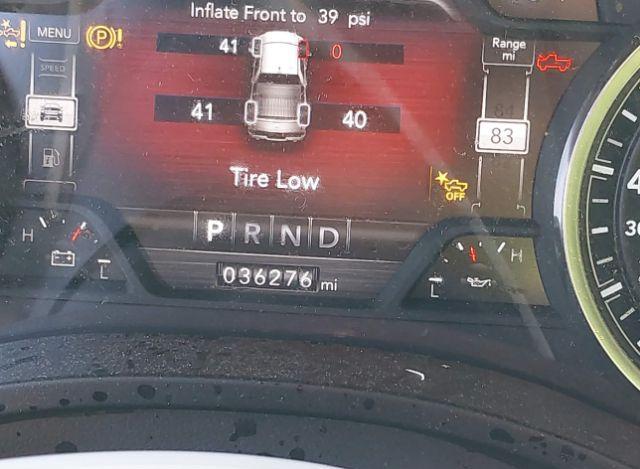 Inflate Front to 39 psi
MENU
P !
41 0
Range
mi
SPEED
84
41 40
83
Tire Low
OFF
P R N D
H
H
L
L
036276 mi